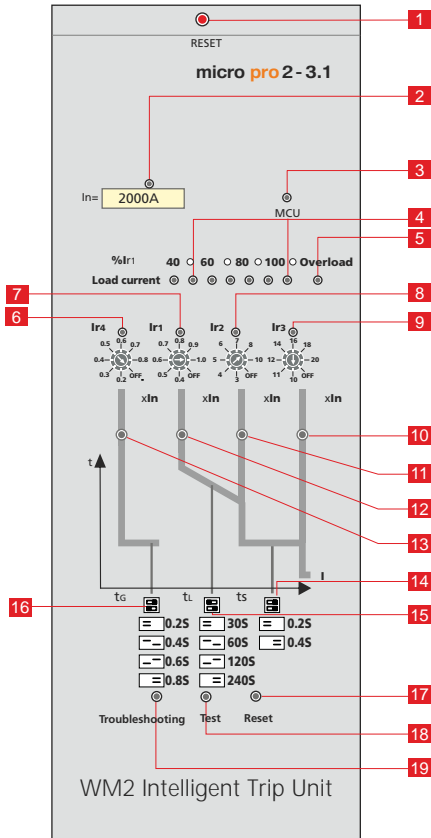 1
RESET
micro pro 2 - 3.1
2
In= 2000A
3
MCU
4
%Ir1 40 60 80 100 Overload
5
Load current
7
6
8
9
Ir4 Ir1 Ir2 Ir3
0.2 0.3 0.4 0.5 0.6 0.7 0.8 OFF
0.4 0.5 0.6 0.7 0.8 0.9 1.0 OFF
3 4 5 6 7 8 10 OFF
10 11 12 14 16 18 20 OFF
xIn xIn xIn xIn
10
11
12
13
t
I
14
tG tL tS
16
15
0.2S 30S 0.2S
0.4S 60S 0.4S
0.6S 120S
0.8S 240S
17
Troubleshooting Test Reset
18
19
WM2 Intelligent Trip Unit